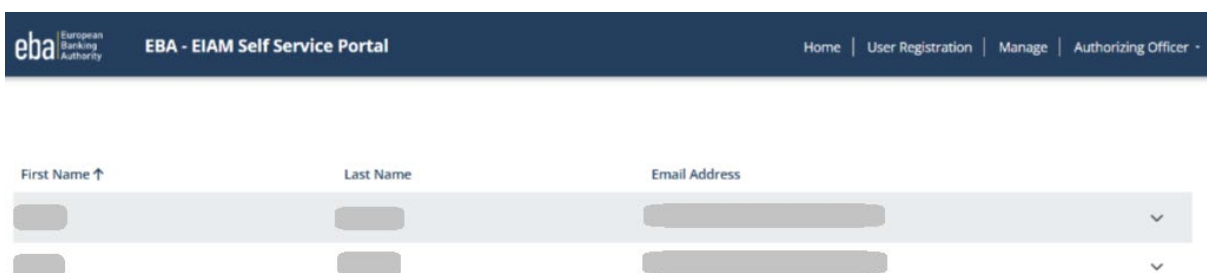 eba European Banking Authority EBA - EIAM Self Service Portal Home | User Registration | Manage | Authorizing Officer
First Name ↑ Last Name Email Address